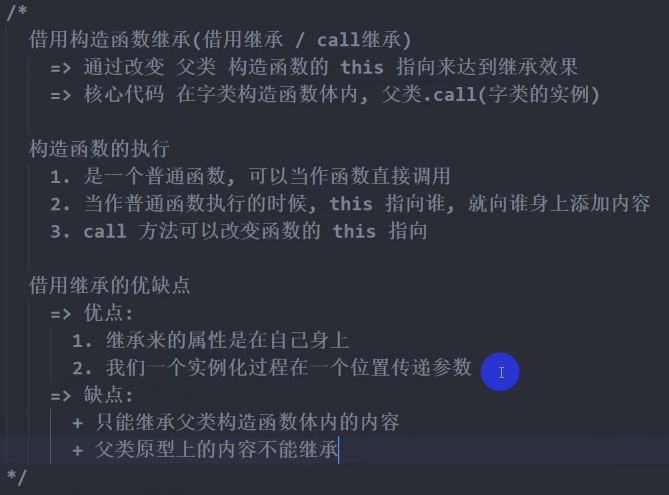 /*
借用构造函数继承(借用继承 / call继承)
=> 通过改变 父类 构造函数的 this 指向来达到继承效果
=> 核心代码 在字类构造函数体内, 父类.call(字类的实例)
构造函数的执行
1. 是一个普通函数, 可以当作函数直接调用
2. 当作普通函数执行的时候, this 指向谁, 就向谁身上添加内容
3. call 方法可以改变函数的 this 指向
借用继承的优缺点
=> 优点:
1. 继承来的属性是在自己身上
2. 我们一个实例化过程在一个位置传递参数
=> 缺点:
+ 只能继承父类构造函数体内的内容
+ 父类原型上的内容不能继承
*/